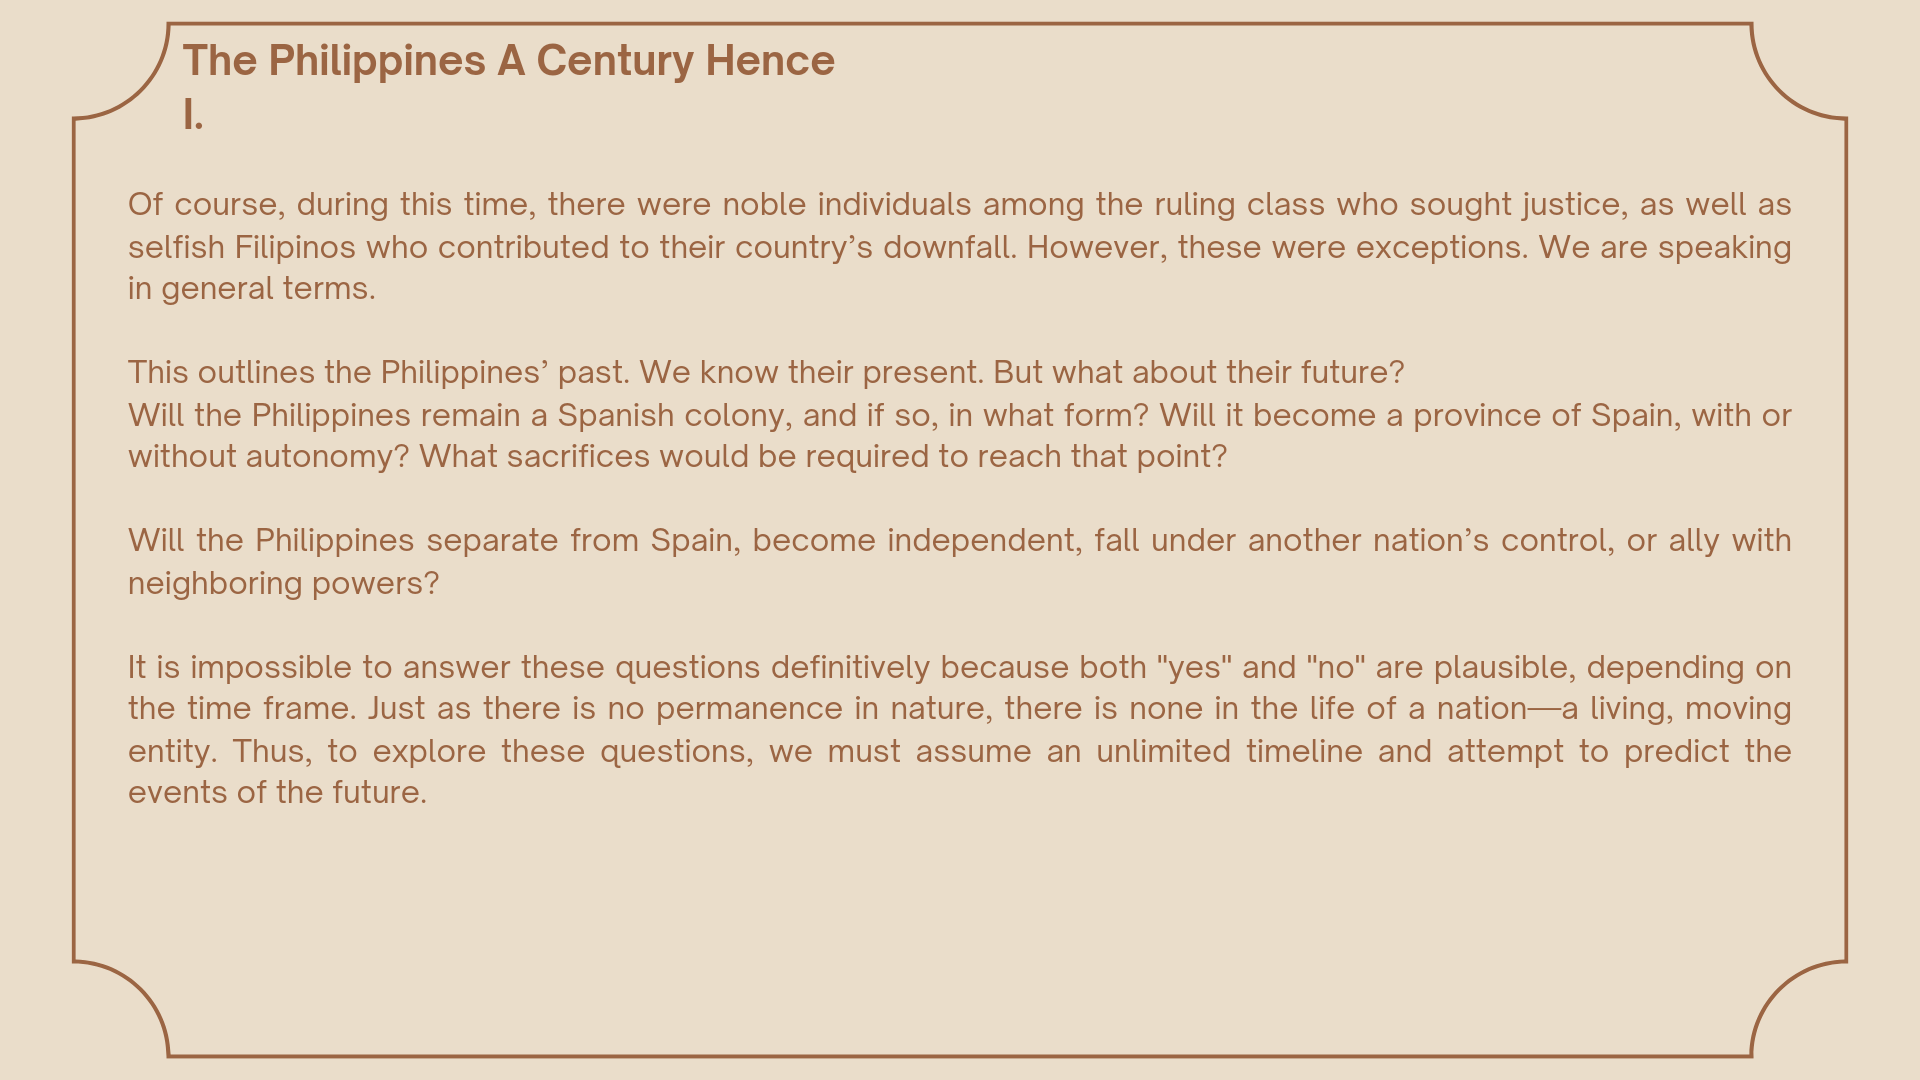 The Philippines A Century Hence
I.
Of course, during this time, there were noble individuals among the ruling class who sought justice, as well as
selfish Filipinos who contributed to their country’s downfall. However, these were exceptions. We are speaking
in general terms.
This outlines the Philippines’ past. We know their present. But what about their future?
Will the Philippines remain a Spanish colony, and if so, in what form? Will it become a province of Spain, with or
without autonomy? What sacrifices would be required to reach that point?
Will the Philippines separate from Spain, become independent, fall under another nation’s control, or ally with
neighboring powers?
It is impossible to answer these questions definitively because both "yes" and "no" are plausible, depending on
the time frame. Just as there is no permanence in nature, there is none in the life of a nation—a living, moving
entity. Thus, to explore these questions, we must assume an unlimited timeline and attempt to predict the
events of the future.